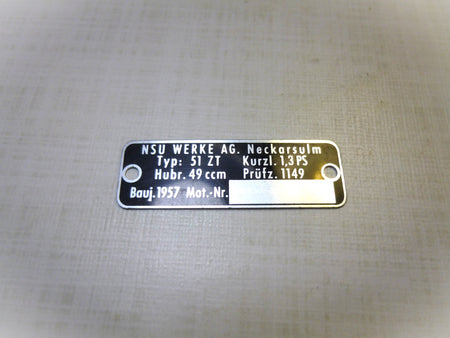 NSU WERKE AG. Neckarsulm
Typ: 51 ZT Kurzl. 1,3 PS
Hubr. 49 ccm Prüfz. 1149
Bauj. 1957 Mot.-Nr.